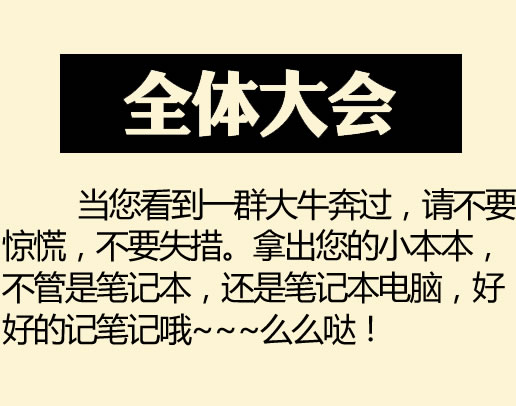 全体大会
当您看到一群大牛奔过，请不要
惊慌，不要失措。拿出您的小本本，
不管是笔记本，还是笔记本电脑，好
好的记笔记哦~~~么么哒！